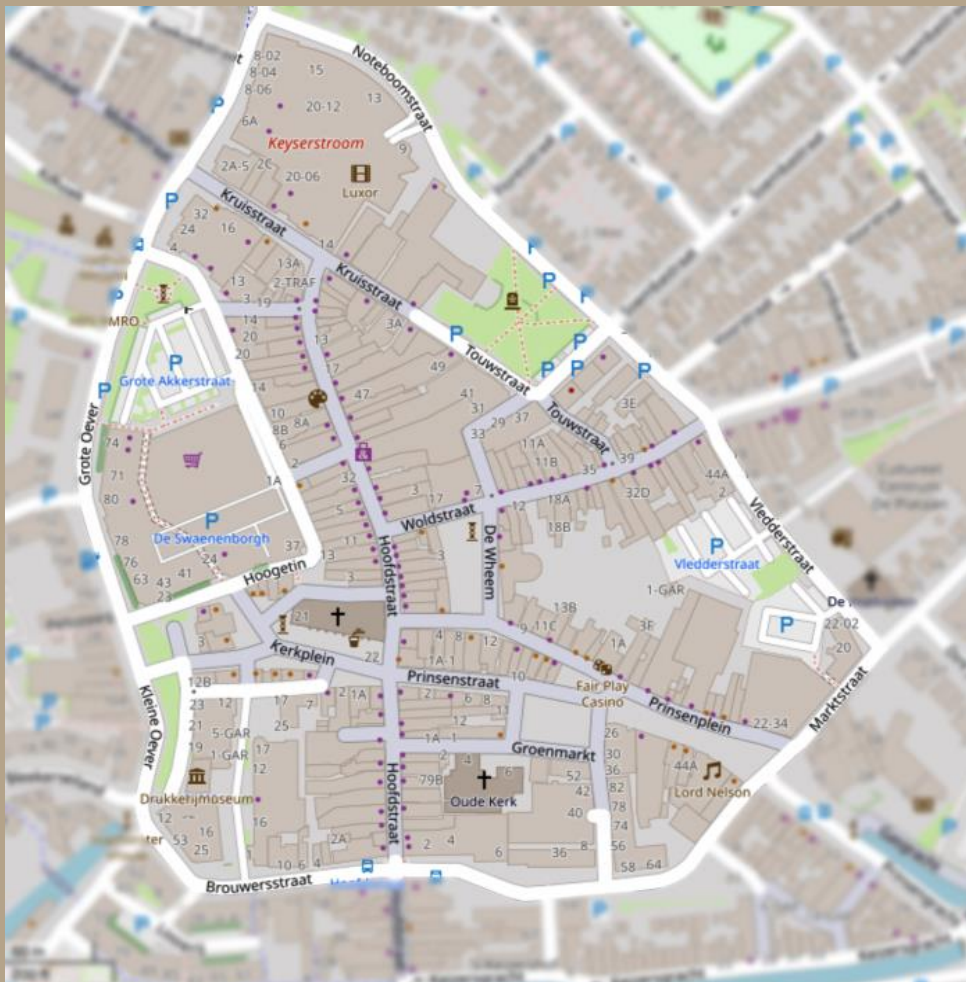 Noteboomstraat
8-02
8-04
8-06
15
20-12
13
6A
Keyserstroom
9
2A-5
2C
20-06
Luxor
Kruisstraat
32
24
16
4
14
13A
2-TRAF
Kruisstraat
13
3
19
14
20
20
13
3A
MRO
Grote Akkerstraat
17
49
Touwstraat
41
31
37
29
33
3E
Touwstraat
14
10
8B
8A
6
47
Grote Oever
74
71
80
2
1A
32
3
17
7
11A
11B
35
39
32D
44A
2
Woldstraat
12
18A
18B
De Swaenenborgh
78
76
63
43
41
24
23
37
13
5
11
3
Hoogetin
Hoofdstraat
De Wheem
Vledderstraat
Vledderstraat
1-GAR
De
22-02
20
21
3
3
13B
11C
9
1A
3F
4
8
12
Kerkplein
22
1A-1
Prinsenstraat
10
Fair Play
Casino
Prinsenplein
22-34
Marktstraat
12B
23
21
19
17
25
7
2
1A
2
6
8
11
12
Kleine Oever
5-GAR
1-GAR
17
12
1A-1
2
Groenmarkt
26
30
36
44A
Lord Nelson
Drukkerijmuseum
79B
4
6
Oude Kerk
52
42
40
82
78
74
56
12
53
16
25
16
1
2A
10
6
4
Hoofdstraat
2
4
6
36
8
58
64
Brouwersstraat